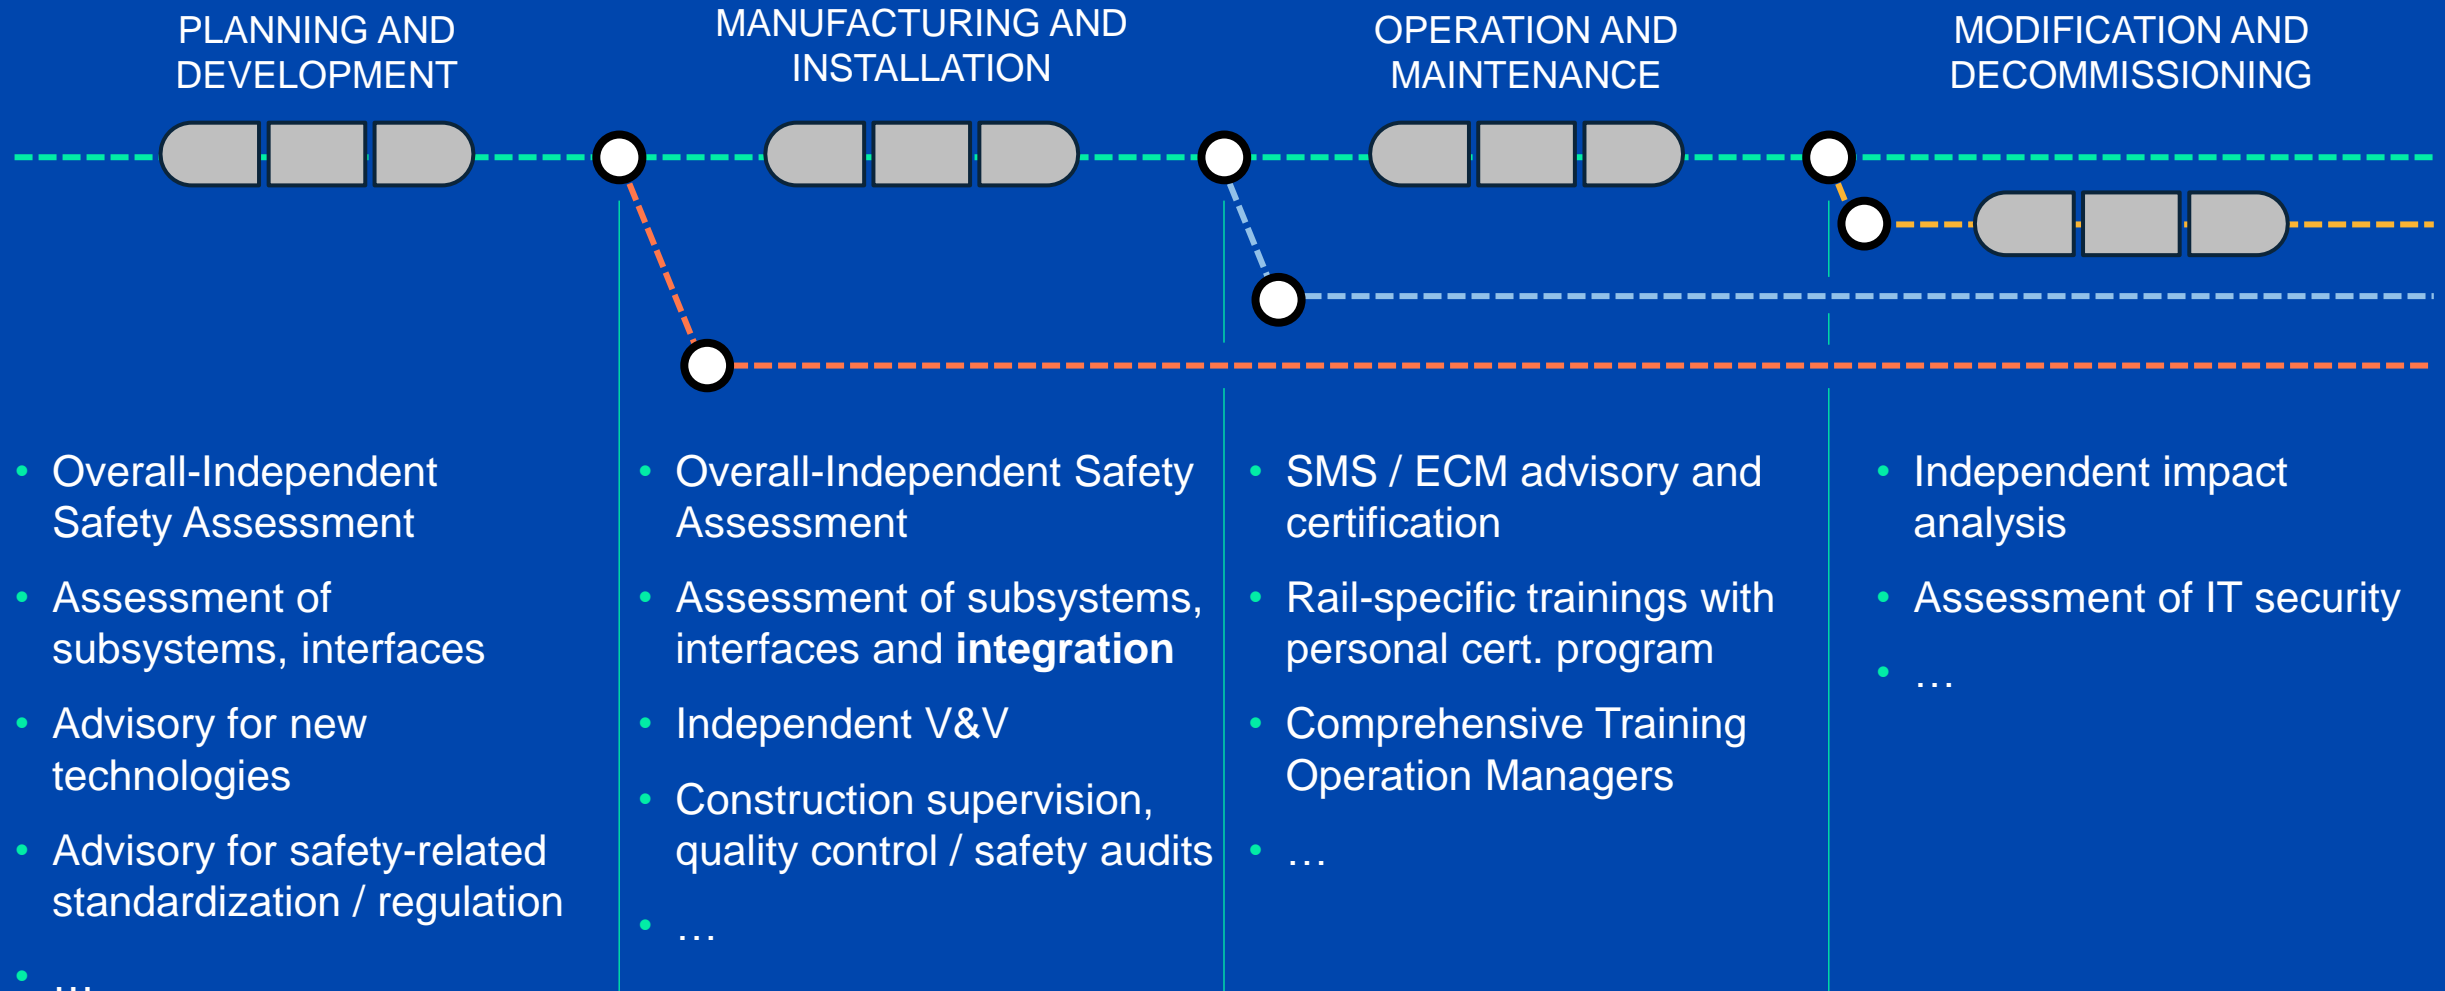 PLANNING AND
DEVELOPMENT
MANUFACTURING AND
INSTALLATION
OPERATION AND
MAINTENANCE
MODIFICATION AND
DECOMMISSIONING
• Overall-Independent
Safety Assessment
• Assessment of
subsystems, interfaces
• Advisory for new
technologies
• Advisory for safety-related
standardization / regulation
• …
• Overall-Independent Safety
Assessment
• Assessment of subsystems,
interfaces and integration
• Independent V&V
• Construction supervision,
quality control / safety audits
• …
• SMS / ECM advisory and
certification
• Rail-specific trainings with
personal cert. program
• Comprehensive Training
Operation Managers
• …
• Independent impact
analysis
• Assessment of IT security
• …